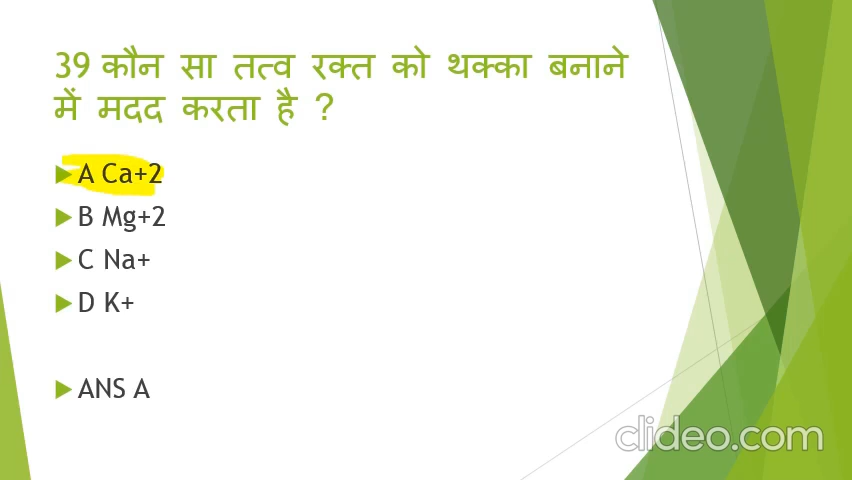 39 कौन सा तत्व रक्त को थक्का बनाने
में मदद करता है ?
A Ca+2
B Mg+2
C Na+
D K+
ANS A
clideo.com